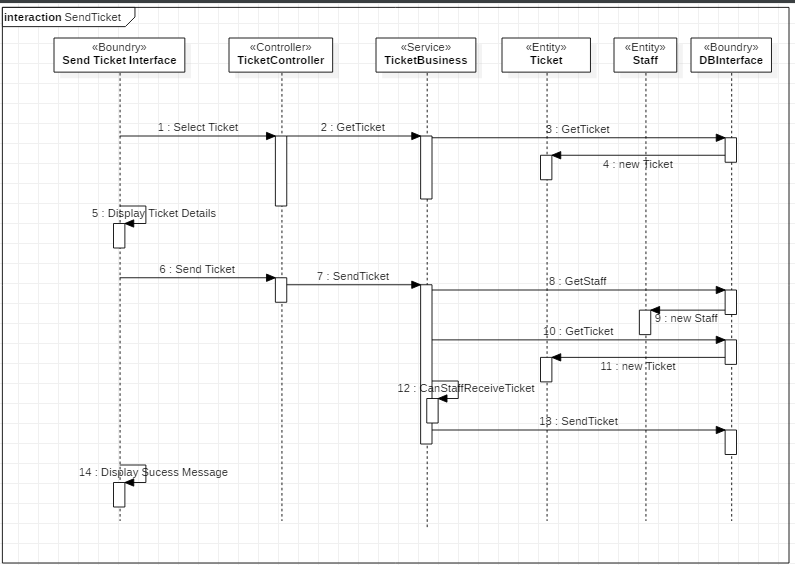 interaction SendTicket
«Boundry»
Send Ticket Interface
«Controller»
TicketController
«Service»
TicketBusiness
«Entity»
Ticket
«Entity»
Staff
«Boundry»
DBInterface
1 : Select Ticket
2 : GetTicket
3 : GetTicket
4 : new Ticket
5 : Display Ticket Details
6 : Send Ticket
7 : SendTicket
8 : GetStaff
9 : new Staff
10 : GetTicket
11 : new Ticket
12 : CanStaffReceiveTicket
13 : SendTicket
14 : Display Sucess Message